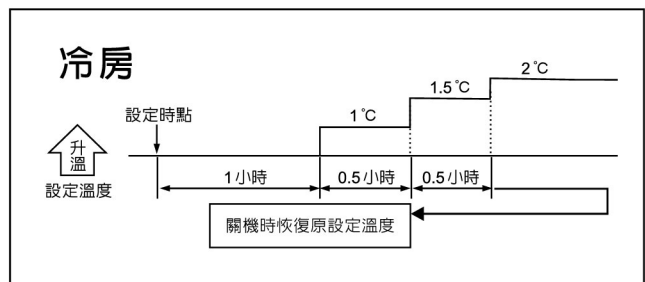 冷房
2℃
1.5℃
1℃
設定時點
升溫
設定溫度
1小時
0.5小時
0.5小時
關機時恢復原設定溫度